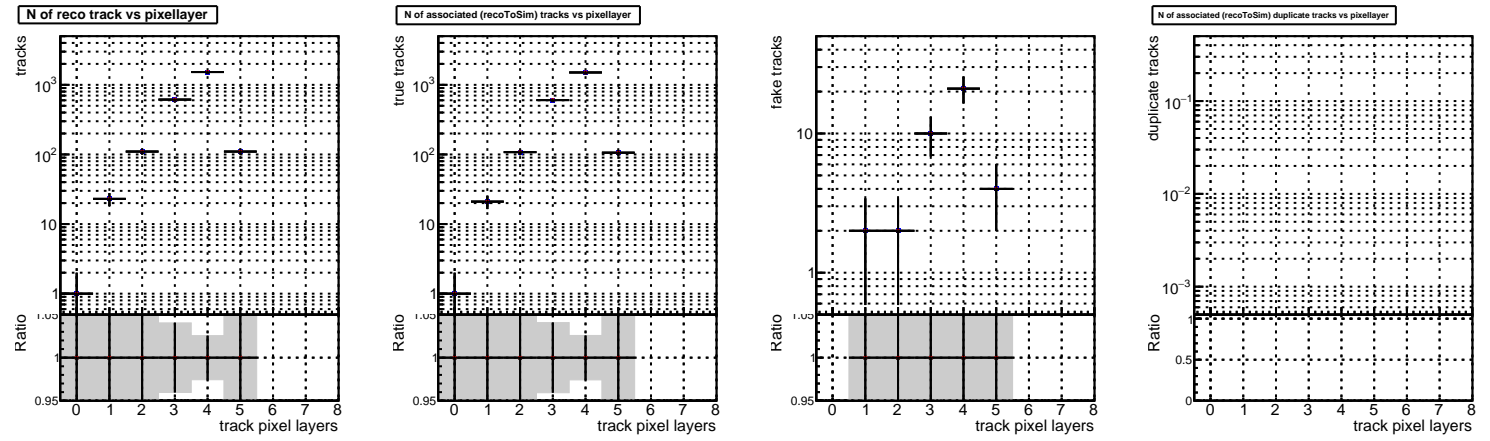 N of reco track vs pixellayer
tracks
10³
10²
10
1
Ratio
1.05
1
0.95
0 1 2 3 4 5 6 7 8
track pixel layers
N of associated (recoToSim) tracks vs pixellayer
true tracks
10³
10²
10
1
Ratio
1.05
1
0.95
0 1 2 3 4 5 6 7 8
track pixel layers
fake tracks
10
1
Ratio
1.05
1
0.95
0 1 2 3 4 5 6 7 8
track pixel layers
N of associated (recoToSim) duplicate tracks vs pixellayer
duplicate tracks
10⁻¹
10⁻²
10⁻³
Ratio
1
0.5
0
0 1 2 3 4 5 6 7 8
track pixel layers